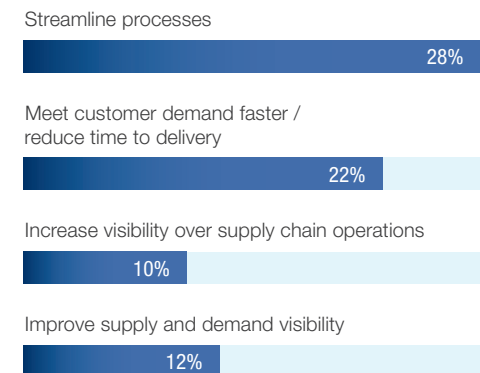 Streamline processes
28%
Meet customer demand faster /
reduce time to delivery
22%
Increase visibility over supply chain operations
10%
Improve supply and demand visibility
12%